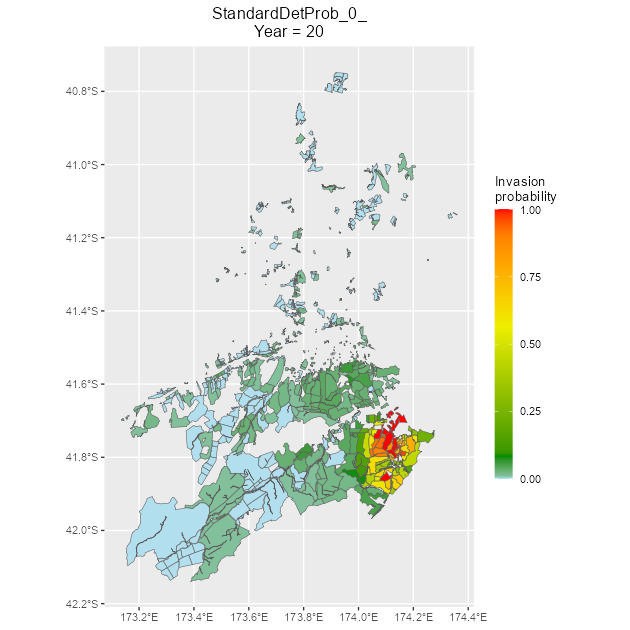 StandardDetProb_0_
Year = 20
40.8°S
41.0°S
41.2°S
41.4°S
41.6°S
41.8°S
42.0°S
42.2°S
173.2°E 173.4°E 173.6°E 173.8°E 174.0°E 174.2°E 174.4°E
Invasion
probability
1.00
0.75
0.50
0.25
0.00